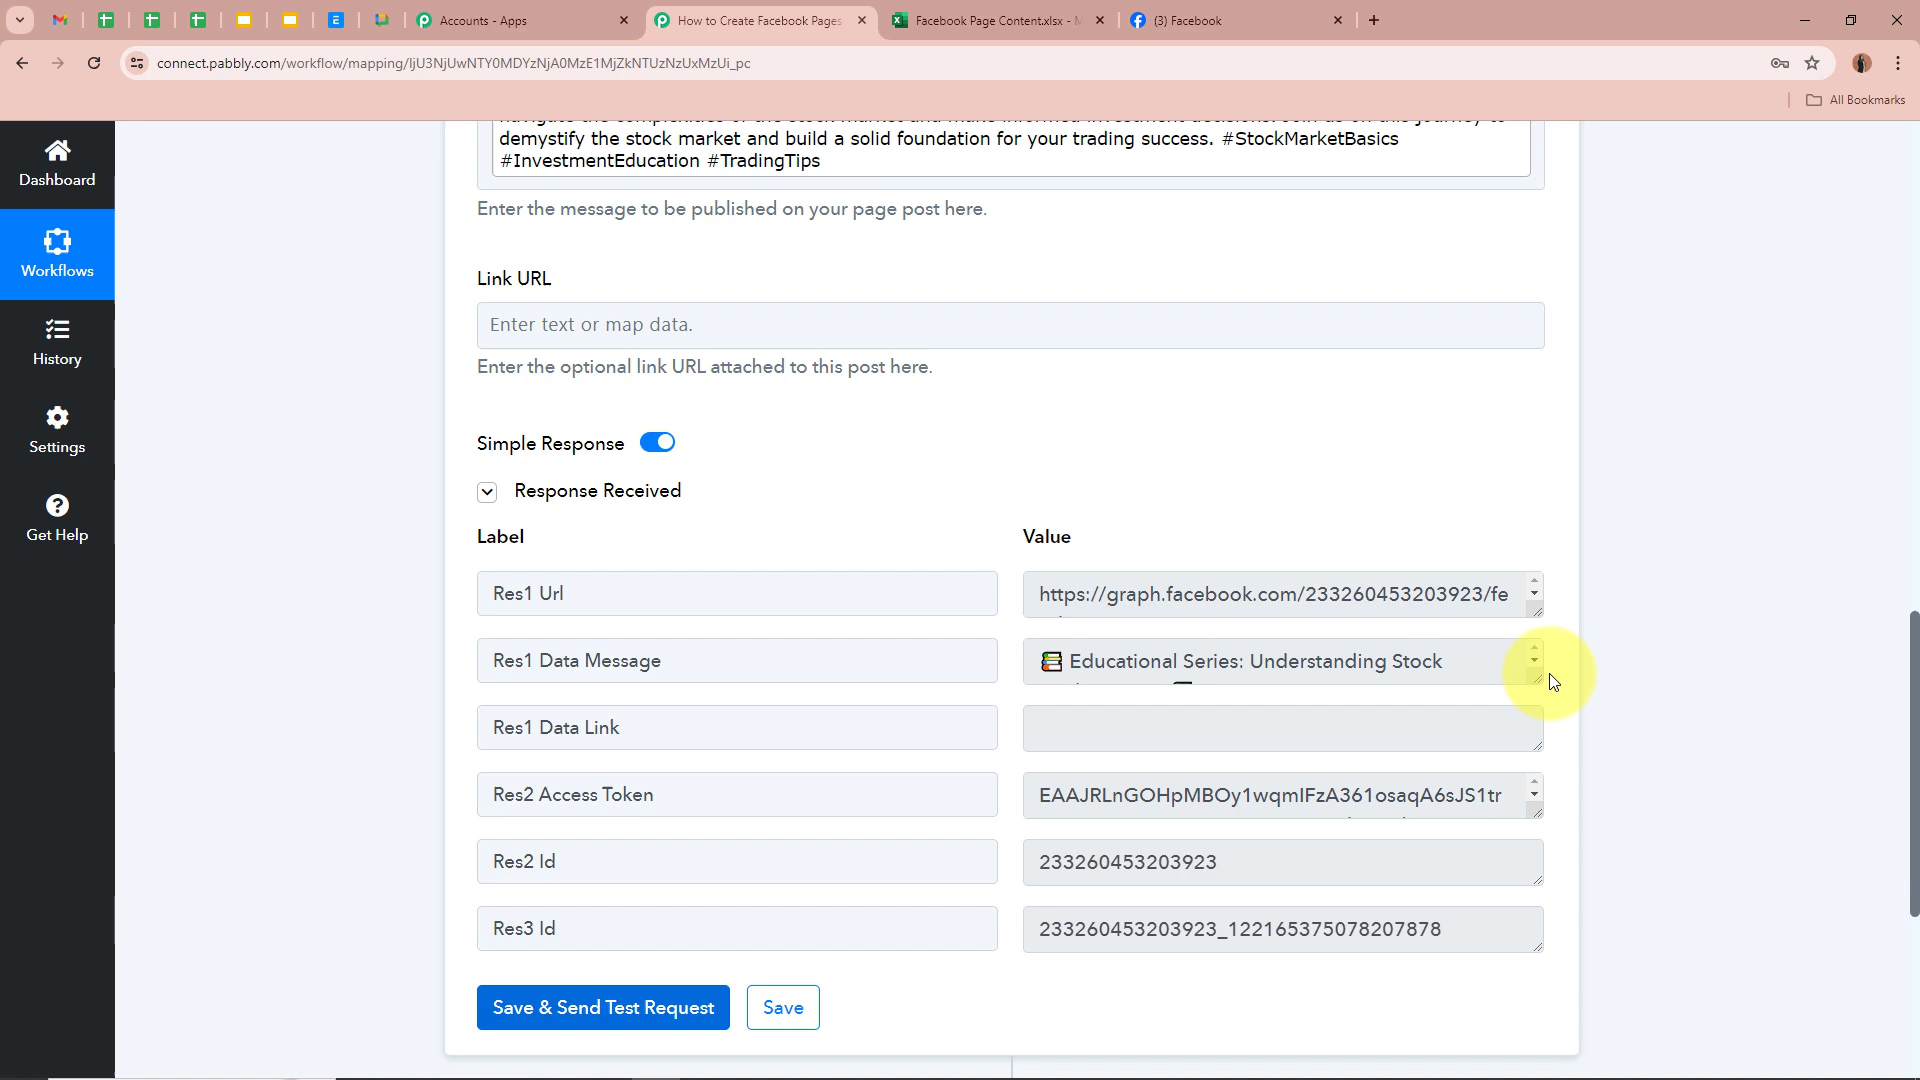 Accounts - Apps
How to Create Facebook Pages
Facebook Page Content.xlsx - M
(3) Facebook
connect.pabbly.com/workflow/mapping/IjU3NjUwNTY0MDYzNjA0MzE1MjZkNTUzNzUxMzUi_pc
All Bookmarks
Dashboard
Workflows
History
Settings
Get Help
demystify the stock market and build a solid foundation for your trading success. #StockMarketBasics
#InvestmentEducation #TradingTips
Enter the message to be published on your page post here.
Link URL
Enter text or map data.
Enter the optional link URL attached to this post here.
Simple Response
Response Received
Label Value
Res1 Url https://graph.facebook.com/233260453203923/fe
Res1 Data Message 📚 Educational Series: Understanding Stock
Res1 Data Link
Res2 Access Token EAAJRLnGOHpMBOy1wqmIFzA361osaqA6sJS1tr
Res2 Id 233260453203923
Res3 Id 233260453203923_122165375078207878
Save & Send Test Request Save